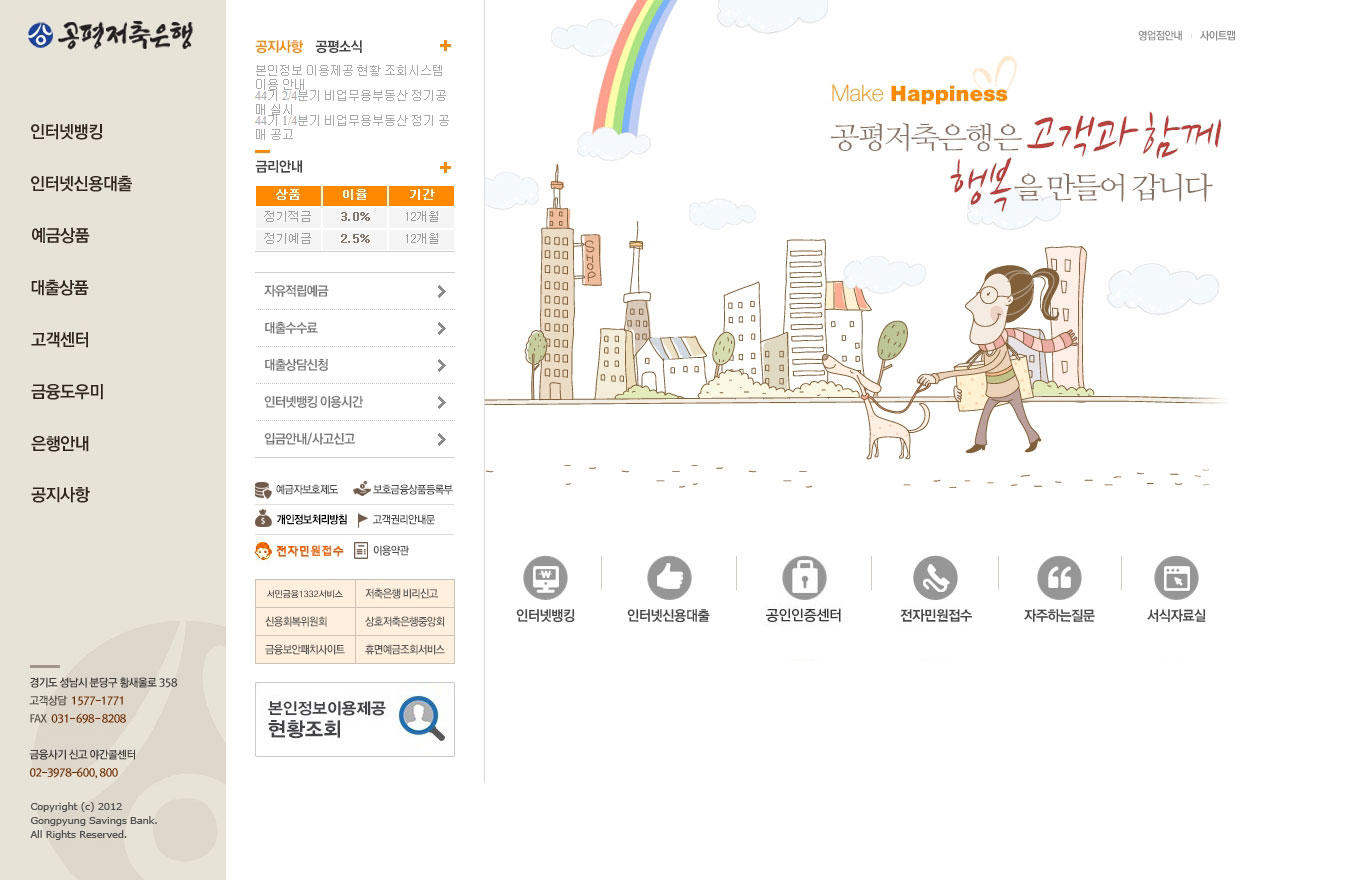 공평저축은행
인터넷뱅킹
인터넷신용대출
예금상품
대출상품
고객센터
금융도우미
은행안내
공지사항
경기도 성남시 분당구 황새울로 358
고객상담 1577-1771
FAX 031-698-8208
금융사기 신고 야간콜센터
02-3978-600, 800
Copyright (c) 2012
Gongpyung Savings Bank.
All Rights Reserved.
공지사항 공평소식
본인정보 이용제공 현황 조회시스템
이용 안내
44기 2/4분기 비업무용부동산 정기공
매 실시
44기 1/4분기 비업무용부동산 정기 공
매 공고
금리안내
상품 이율 기간
정기적금 3.0% 12개월
정기예금 2.5% 12개월
자유적립예금
대출수수료
대출상담신청
인터넷뱅킹 이용시간
입금안내/사고신고
예금자보호제도 보호금융상품등록부
개인정보처리방침 고객권리안내문
전자민원접수 이용약관
서민금융1332서비스 저축은행 비리신고
신용회복위원회 상호저축은행중앙회
금융보안패치사이트 휴면예금조회서비스
본인정보이용제공
현황조회
영업점안내 사이트맵
Make Happiness
공평저축은행은 고객과 함께
행복을 만들어 갑니다
SHOP
인터넷뱅킹 인터넷신용대출 공인인증센터 전자민원접수 자주하는질문 서식자료실